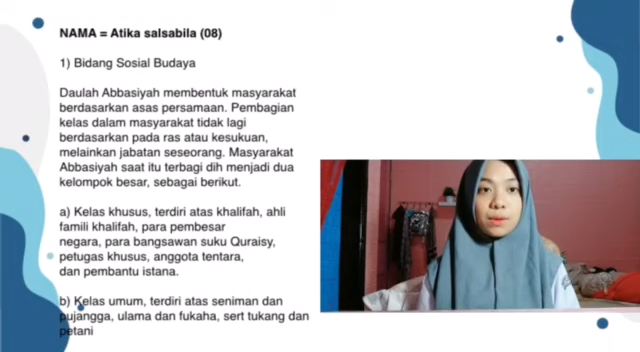 NAMA = Atika salsabila (08)
1) Bidang Sosial Budaya
Daulah Abbasiyah membentuk masyarakat
berdasarkan asas persamaan. Pembagian
kelas dalam masyarakat tidak lagi
berdasarkan pada ras atau kesukuan,
melainkan jabatan seseorang. Masyarakat
Abbasiyah saat itu terbagi dih menjadi dua
kelompok besar, sebagai berikut.
a) Kelas khusus, terdiri atas khalifah, ahli
famili khalifah, para pembesar
negara, para bangsawan suku Quraisy,
petugas khusus, anggota tentara,
dan pembantu istana.
b) Kelas umum, terdiri atas seniman dan
pujangga, ulama dan fukaha, sert tukang dan
petani